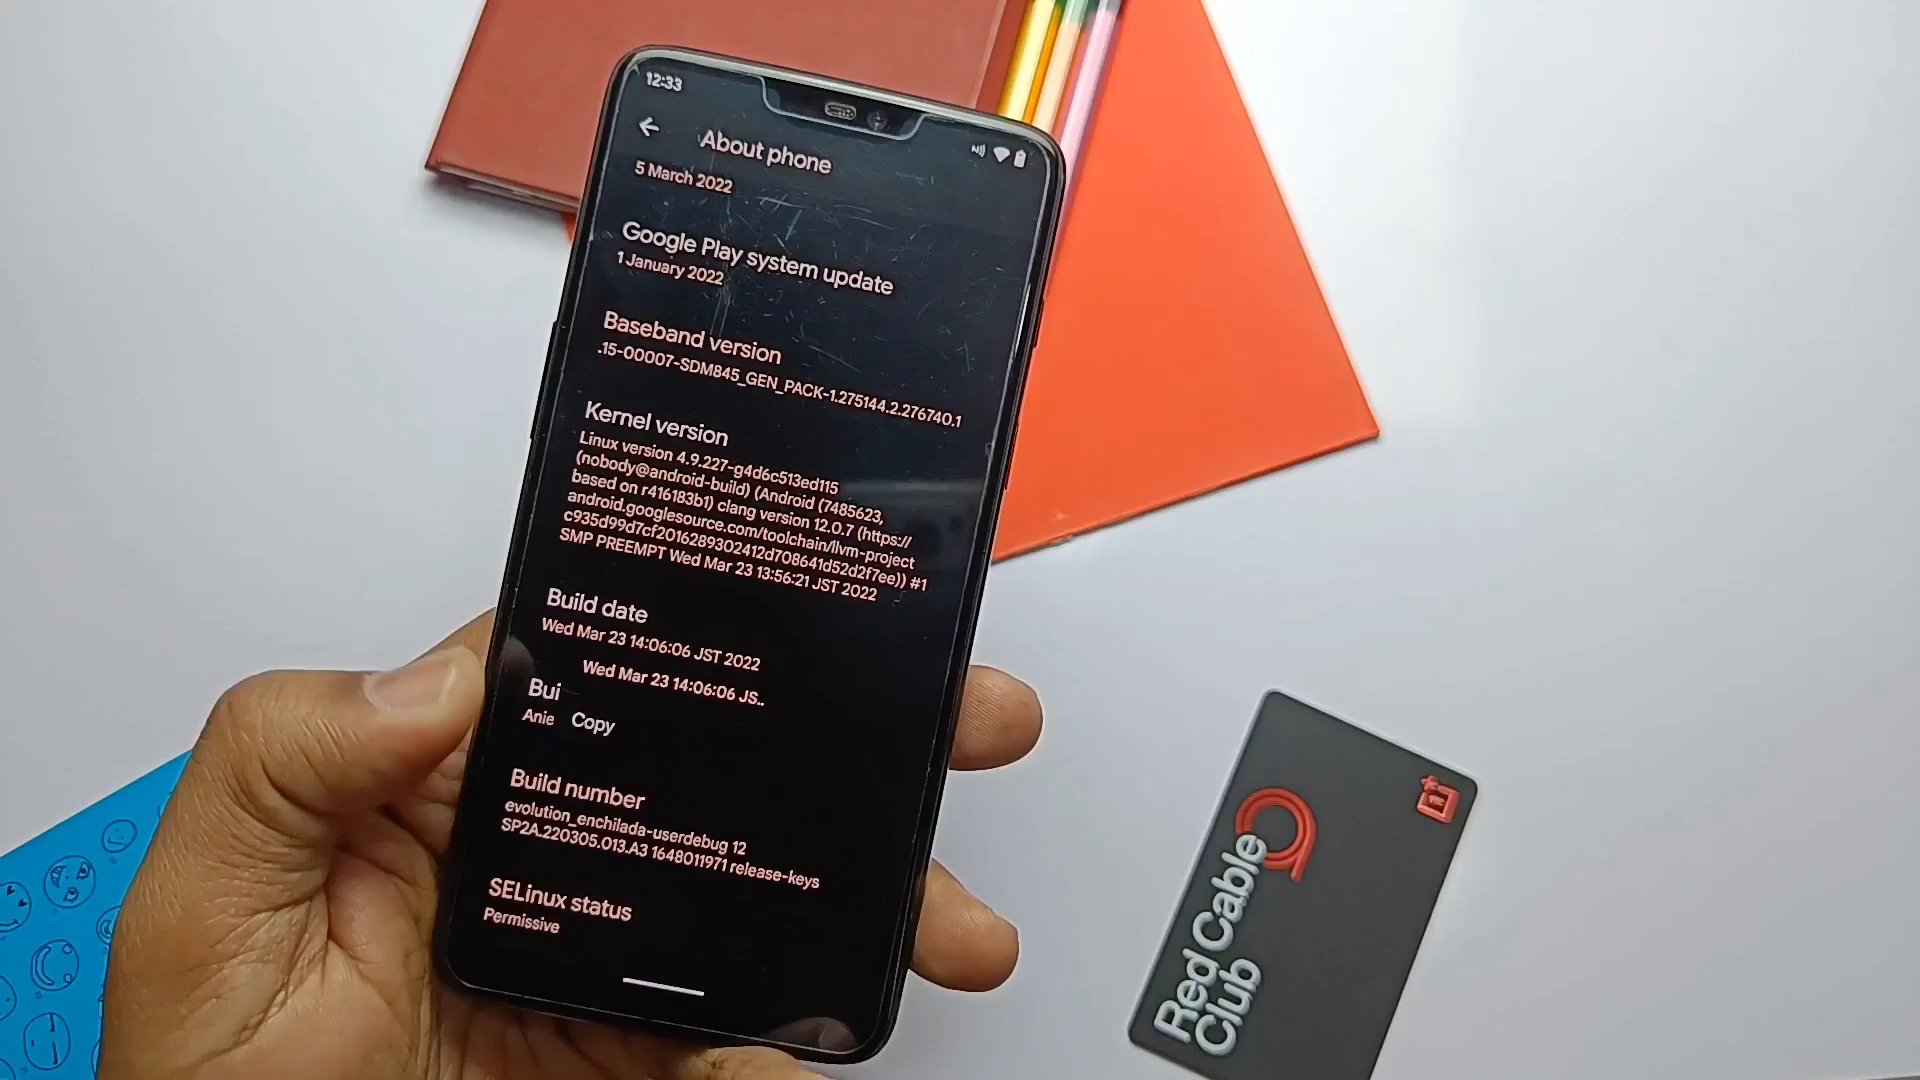 12:33
About phone
5 March 2022
Google Play system update
1 January 2022
Baseband version
.15-00007-SDM845_GEN_PACK-1.275144.2.276740.1
Kernel version
Linux version 4.9.227-g4d6c513ed115
(nobody@android-build) (Android (7485623,
based on r416183b1) clang version 12.0.7 (https://
android.googlesource.com/toolchain/llvm-project
c935d99d7cf2016289302412d708641d52d2f7ee)) #1
SMP PREEMPT Wed Mar 23 13:56:21 JST 2022
Build date
Wed Mar 23 14:06:06 JST 2022
Wed Mar 23 14:06:06 JS..
Bui
Anie Copy
Build number
evolution_enchilada-userdebug 12
SP2A.220305.013.A3 1648011971 release-keys
SELinux status
Permissive
Red Cable
Club